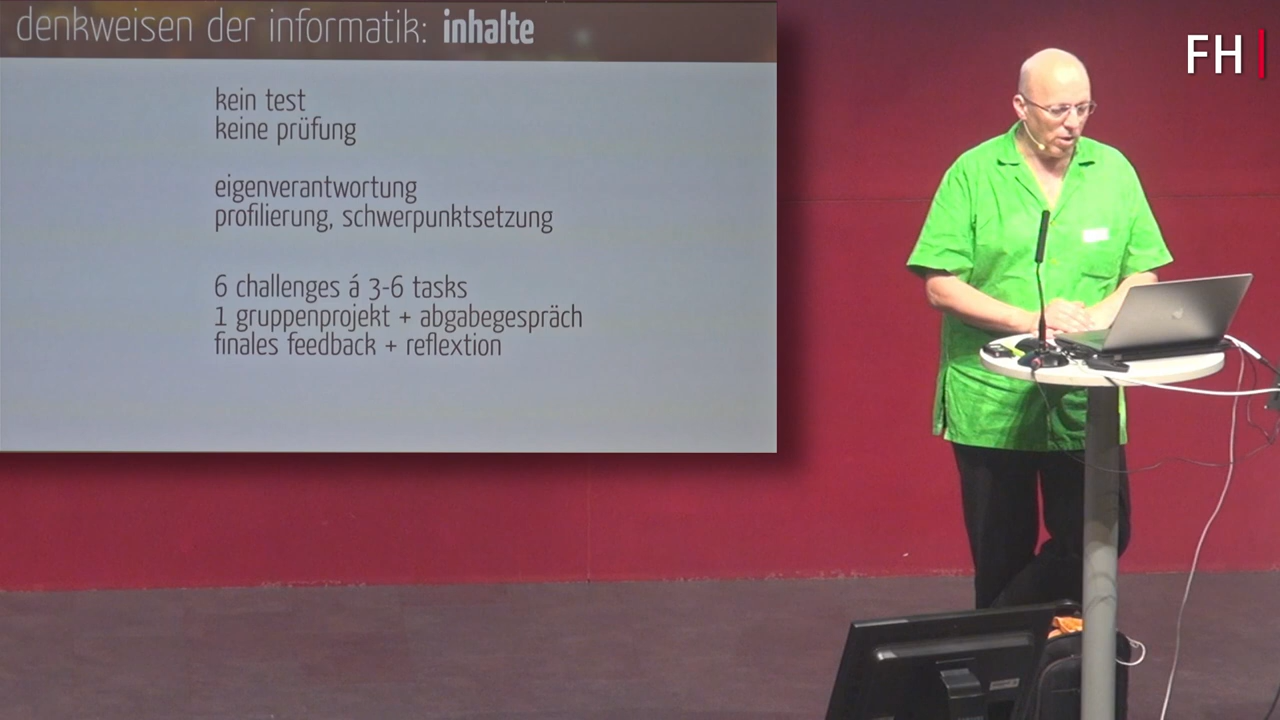 denkweisen der informatik: inhalte
FH
kein test
keine prüfung
eigenverantwortung
profilierung, schwerpunktsetzung
6 challenges á 3-6 tasks
1 gruppenprojekt + abgabegespräch
finales feedback + reflextion